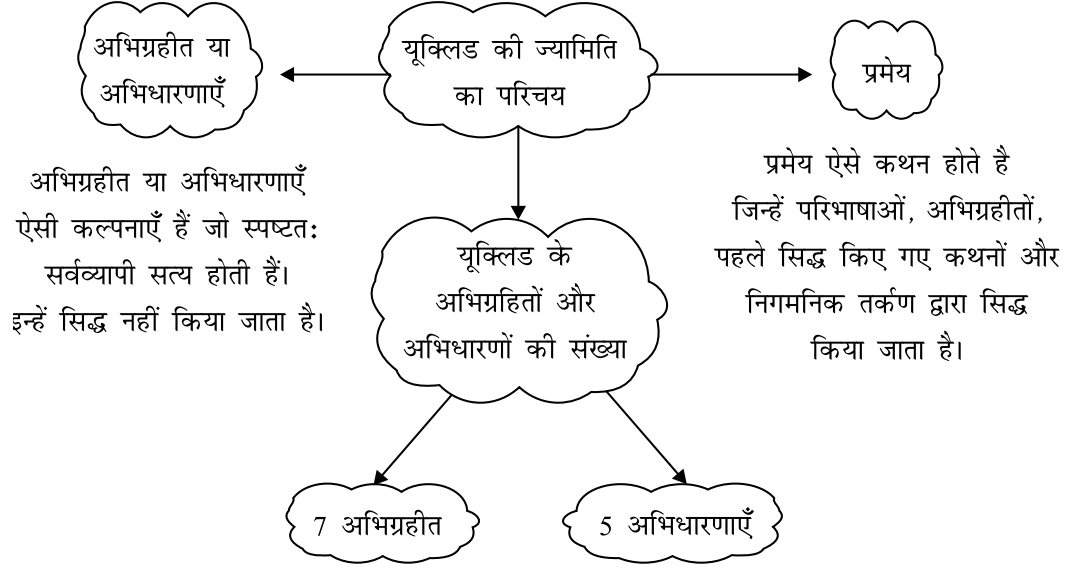 अभिग्रहीत या
अभिधारणाएँ
यूक्लिड की ज्यामिति
का परिचय
प्रमेय
अभिग्रहीत या अभिधारणाएँ
ऐसी कल्पनाएँ हैं जो स्पष्टत:
सर्वव्यापी सत्य होती हैं।
इन्हें सिद्ध नहीं किया जाता है।
यूक्लिड के
अभिग्रहितों और
अभिधारणों की संख्या
प्रमेय ऐसे कथन होते है
जिन्हें परिभाषाओं, अभिग्रहीतों,
पहले सिद्ध किए गए कथनों और
निगमनिक तर्कण द्वारा सिद्ध
किया जाता है।
7 अभिग्रहीत
5 अभिधारणाएँ